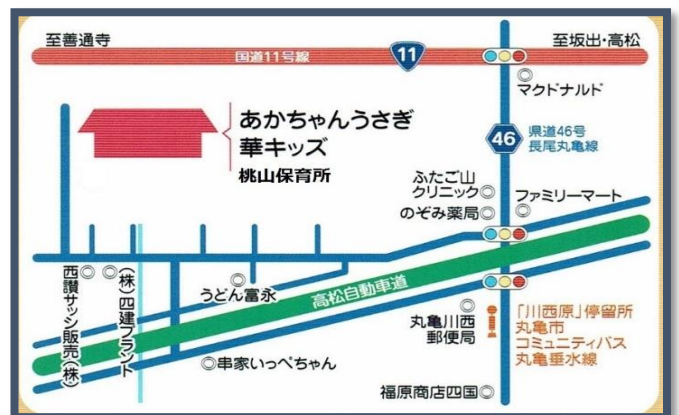 至善通寺
国道11号線
11
至坂出・高松
マクドナルド
あかちゃんうさぎ
華キッズ
桃山保育所
46
県道46号
長尾丸亀線
ふたご山
クリニック
のぞみ薬局
ファミリーマート
西讃サッシ販売(株)
(株)四建プラント
うどん富永
高松自動車道
丸亀川西
郵便局
「川西原」停留所
丸亀市
コミュニティバス
丸亀垂水線
串家いっぺちゃん
福原商店四国